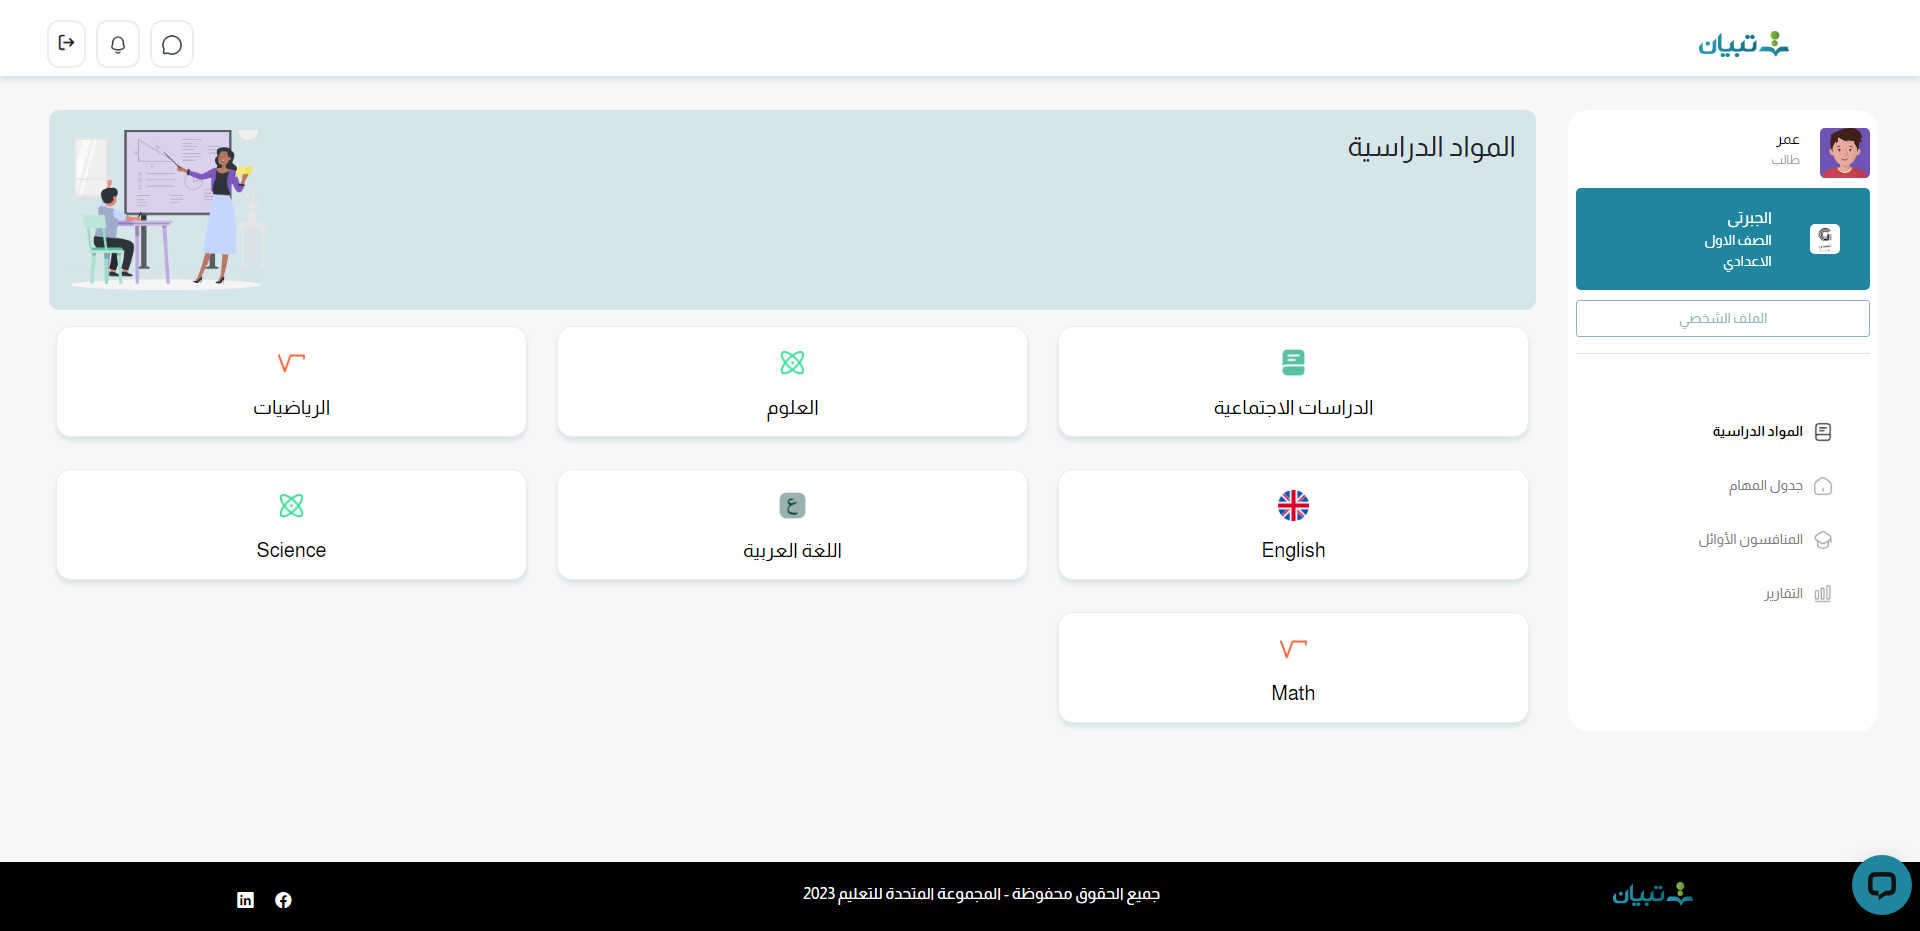 تبيان
عمر
طالب
الجبرتى
الصف الاول
الاعدادي
الملف الشخصي
المواد الدراسية
جدول المهام
المنافسون الأوائل
التقارير
المواد الدراسية
الدراسات الاجتماعية
العلوم
الرياضيات
English
ع
اللغة العربية
Science
Math
تبيان
جميع الحقوق محفوظة - المجموعة المتحدة للتعليم 2023
in